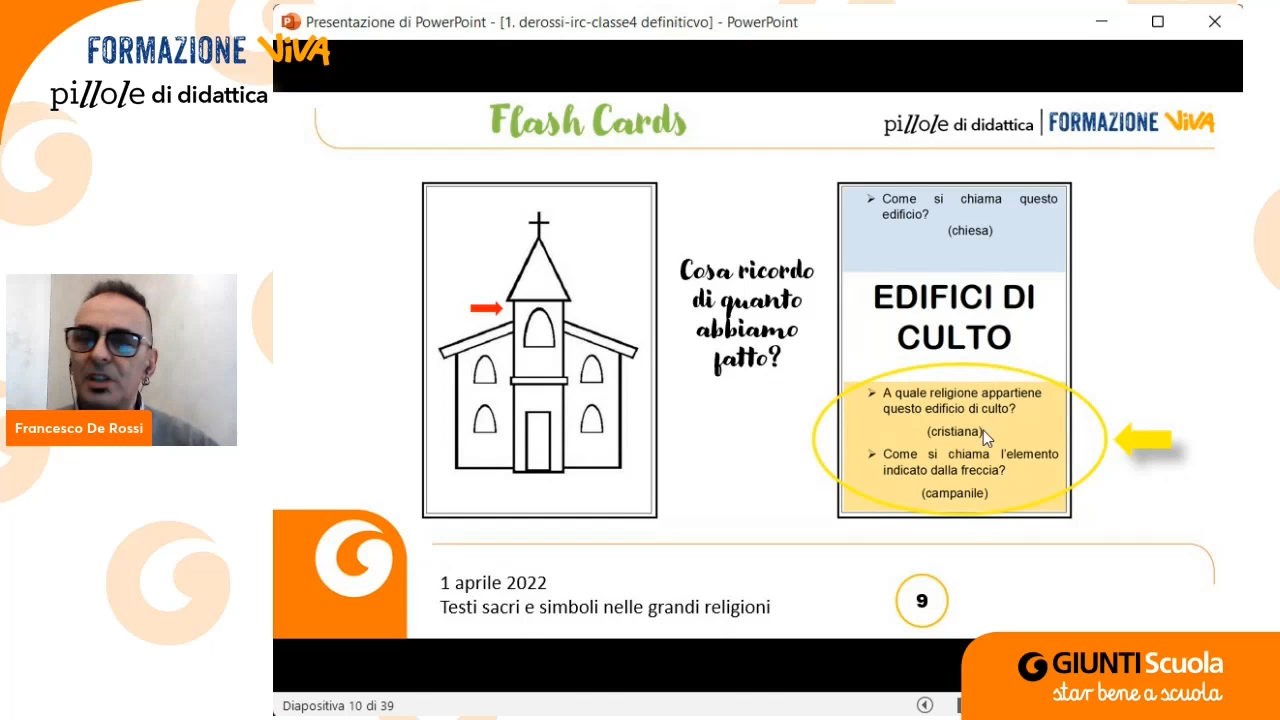 Presentazione di PowerPoint - [1. derossi-irc-classe4 definiticvo] - PowerPoint
FORMAZIONE VIVA
pillole di didattica
Flash Cards
pillole di didattica | FORMAZIONE VIVA
Come si chiama questo
edificio?
(chiesa)
Cosa ricordo
di quanto
abbiamo
fatto?
EDIFICI DI
CULTO
A quale religione appartiene
questo edificio di culto?
(cristiana)
Come si chiama l'elemento
indicato dalla freccia?
(campanile)
Francesco De Rossi
1 aprile 2022
Testi sacri e simboli nelle grandi religioni
9
GIUNTI Scuola
star bene a scuola
Diapositiva 10 di 39